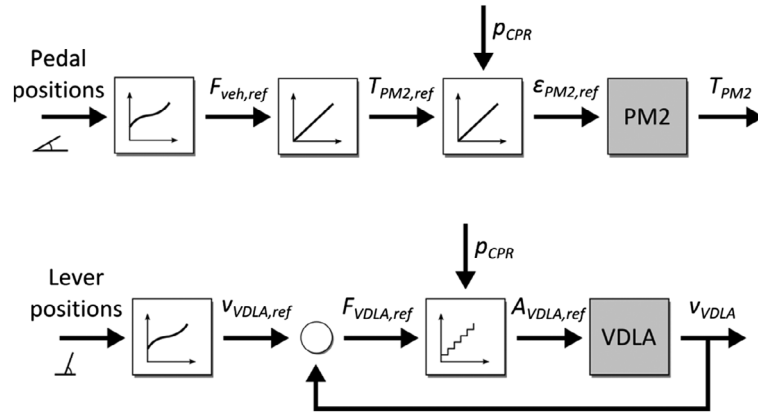 p_CPR
Pedal positions
F_veh,ref
T_PM2,ref
ε_PM2,ref
PM2
T_PM2
p_CPR
Lever positions
v_VDLA,ref
F_VDLA,ref
A_VDLA,ref
VDLA
v_VDLA